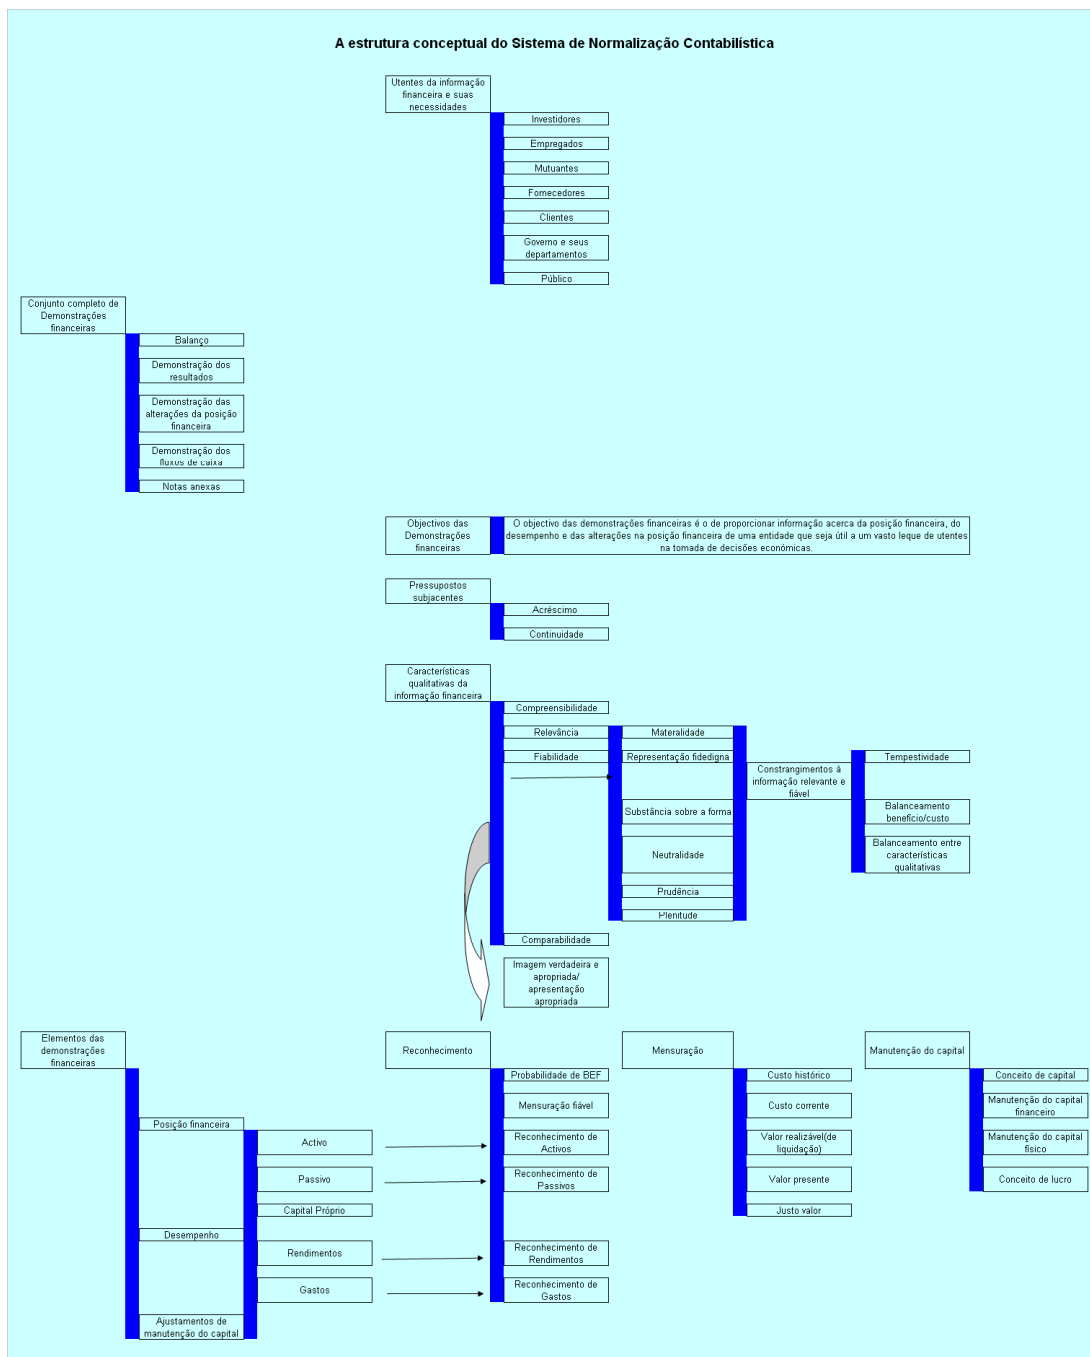 A estrutura conceptual do Sistema de Normalização Contabilística
Utentes da informação
financeira e suas
necessidades
Investidores
Empregados
Mutuantes
Fornecedores
Clientes
Governo e seus
departamentos
Público
Conjunto completo de
Demonstrações
financeiras
Balanço
Demonstração dos
resultados
Demonstração das
alterações da posição
financeira
Demonstração dos
fluxos de caixa
Notas anexas
Objectivos das
Demonstrações
financeiras
O objectivo das demonstrações financeiras é o de proporcionar informação acerca da posição financeira, do
desempenho e das alterações na posição financeira de uma entidade que seja útil a um vasto leque de utentes
na tomada de decisões económicas.
Pressupostos
subjacentes
Acréscimo
Continuidade
Características
qualitativas da
informação financeira
Compreensibilidade
Relevância
Materalidade
Fiabilidade
Representação fidedigna
Constrangimentos à
informação relevante e
fiável
Tempestividade
Substância sobre a forma
Balanceamento
benefício/custo
Neutralidade
Balanceamento entre
características
qualitativas
Prudência
Plenitude
Comparabilidade
Imagem verdadeira e
apropriada/
apresentação
apropriada
Elementos das
demonstrações
financeiras
Reconhecimento
Mensuração
Manutenção do capital
Probabilidade de BEF
Custo histórico
Conceito de capital
Mensuração fiável
Custo corrente
Manutenção do capital
financeiro
Posição financeira
Activo
Reconhecimento de
Activos
Valor realizável(de
liquidação)
Manutenção do capital
físico
Passivo
Reconhecimento de
Passivos
Valor presente
Conceito de lucro
Capital Próprio
Justo valor
Desempenho
Rendimentos
Reconhecimento de
Rendimentos
Gastos
Reconhecimento de
Gastos
Ajustamentos de
manutenção do capital